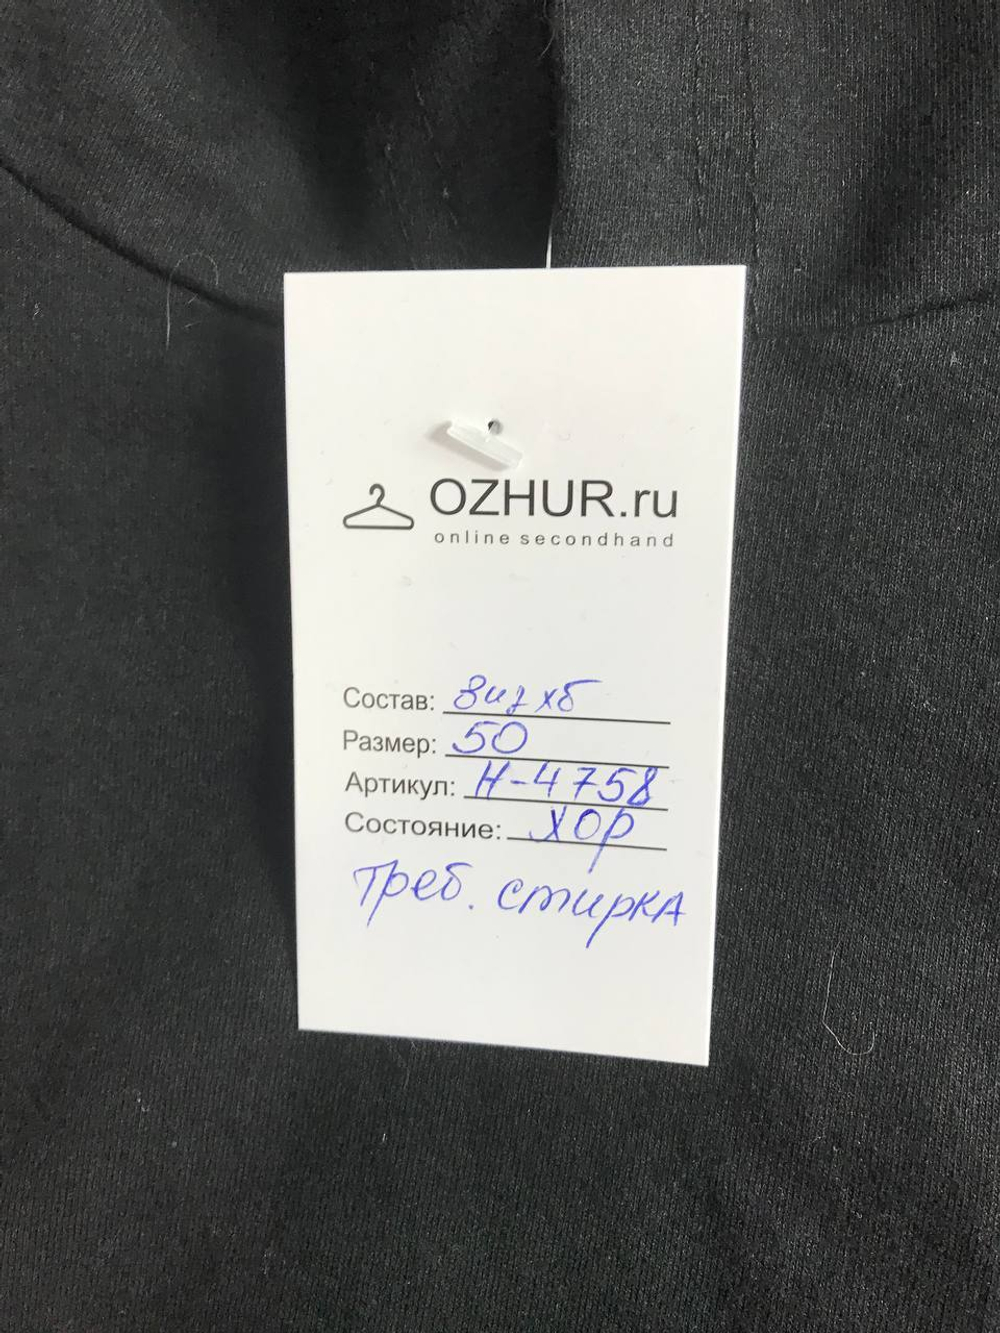 OZHUR.ru
online secondhand
Состав: виз хб
Размер: 50
Артикул: Н-4758
Состояние: хор
Треб. стирка